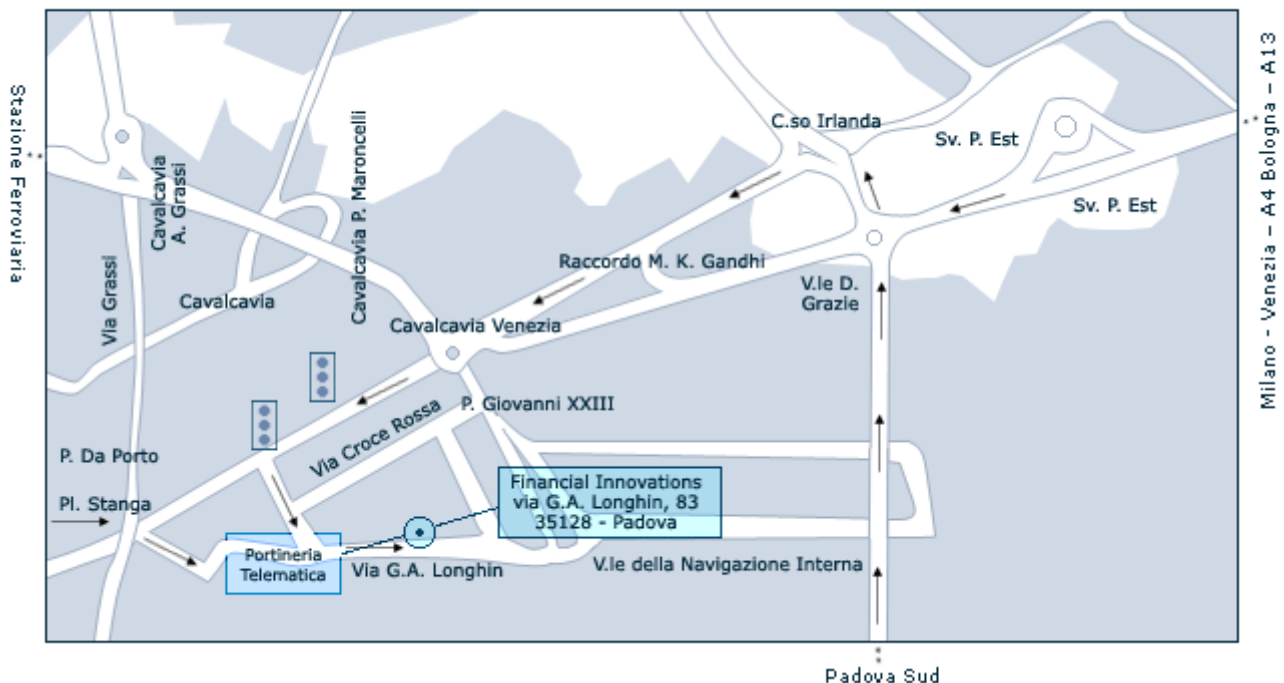 Stazione Ferroviaria
Milano - Venezia - A4 Bologna - A13
C.so Irlanda
Sv. P. Est
Sv. P. Est
Cavalcavia
A. Grassi
Cavalcavia P. Maroncelli
Via Grassi
Raccordo M. K. Gandhi
V.le D.
Grazie
Cavalcavia
Cavalcavia Venezia
P. Giovanni XXIII
Via Croce Rossa
P. Da Porto
Pl. Stanga
Financial Innovations
via G.A. Longhin, 83
35128 - Padova
Portineria
Telematica
Via G.A. Longhin
V.le della Navigazione Interna
Padova Sud